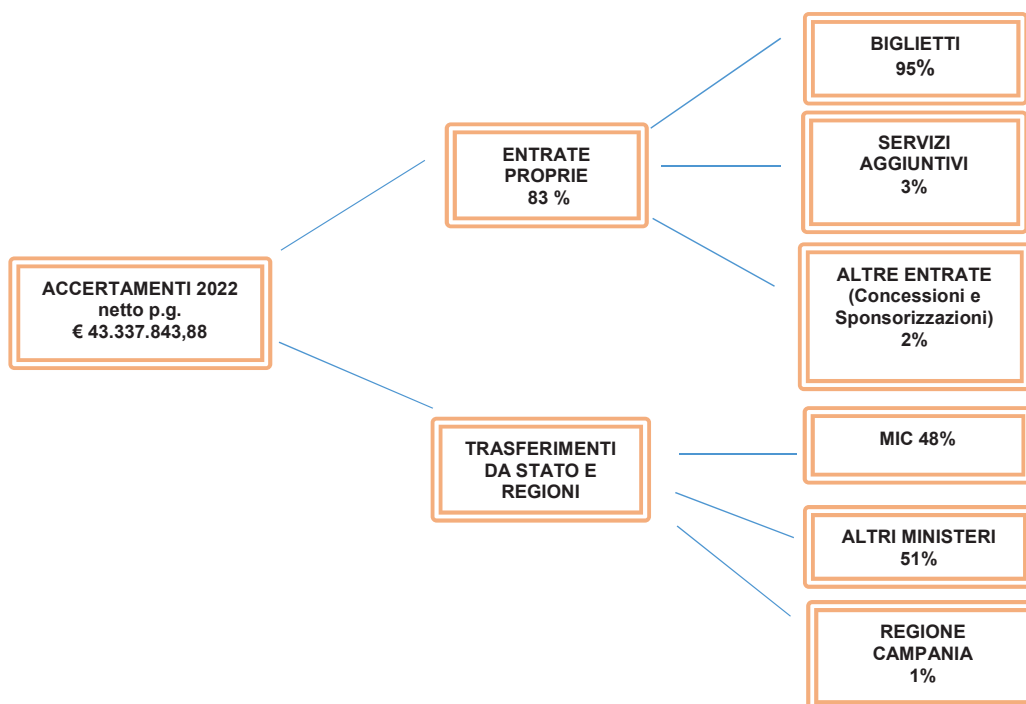 ACCERTAMENTI 2022
netto p.g.
€ 43.337.843,88
ENTRATE
PROPRIE
83 %
BIGLIETTI
95%
SERVIZI
AGGIUNTIVI
3%
ALTRE ENTRATE
(Concessioni e
Sponsorizzazioni)
2%
TRASFERIMENTI
DA STATO E
REGIONI
MIC 48%
ALTRI MINISTERI
51%
REGIONE
CAMPANIA
1%